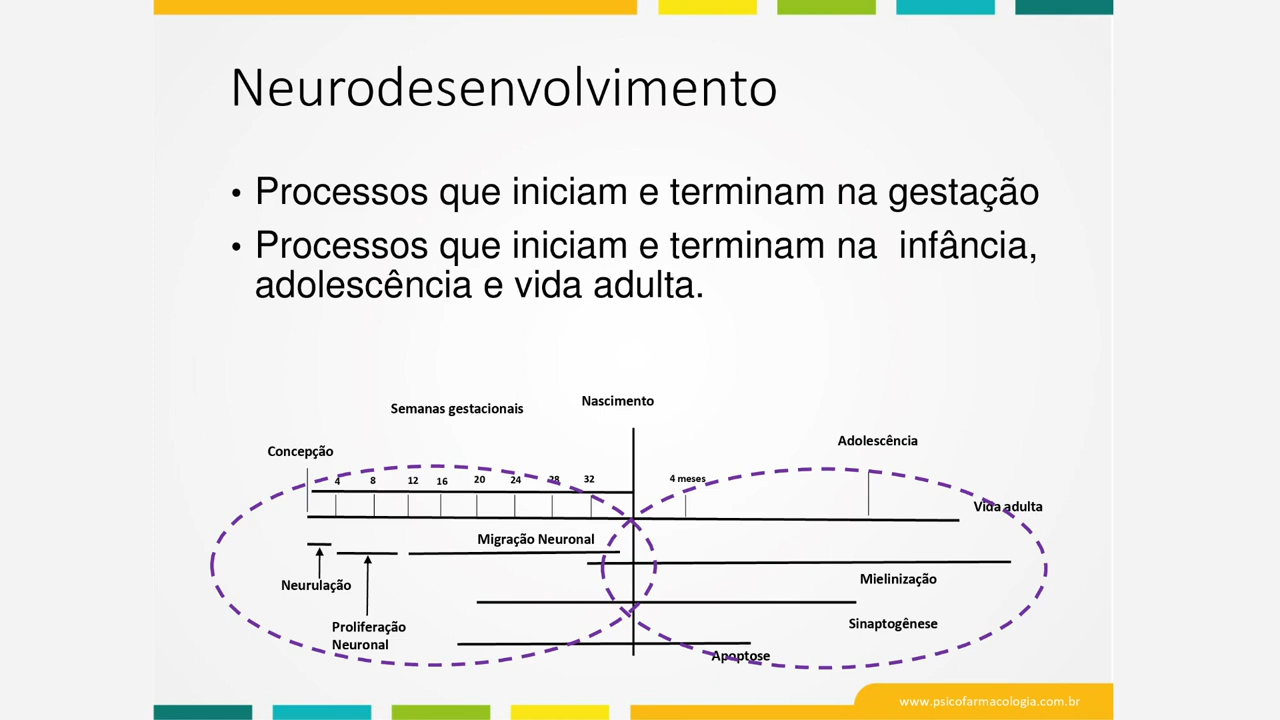 Neurodesenvolvimento
• Processos que iniciam e terminam na gestação
• Processos que iniciam e terminam na infância,
adolescência e vida adulta.
Nascimento
Semanas gestacionais
Adolescência
Concepção
4 8 12 16 20 24 28 32 4 meses
Vida adulta
Migração Neuronal
Mielinização
Neurulação
Sinaptogênese
Proliferação
Neuronal
Apoptose
www.psicofarmacologia.com.br